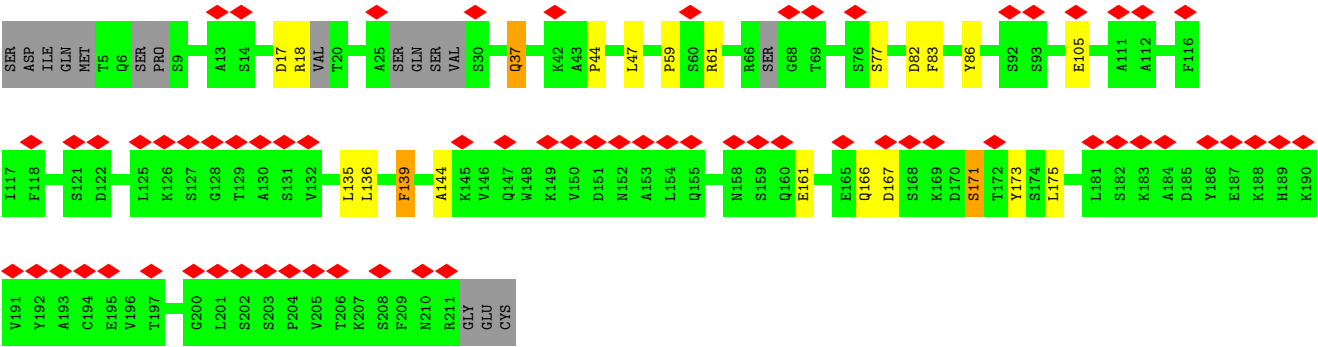 SER ASP ILE GLN MET T5 Q6 SER PRO S9 A13 S14 D17 R18 VAL T20 A25 SER GLN SER VAL S30 Q37 K42 A43 P44 L47 P59 S60 R61 R66 SER G68 T69 S76 S77 D82 F83 Y86 S92 S93 E105 A111 A112 F116
I117 F118 S121 D122 L125 K126 S127 G128 T129 A130 S131 V132 L135 L136 F139 A144 K145 V146 Q147 W148 K149 V150 D151 N152 A153 L154 Q155 N158 S159 Q160 E161 E165 Q166 D167 S168 K169 D170 S171 T172 Y173 S174 L175 L181 S182 K183 A184 D185 Y186 E187 K188 H189 K190
V191 Y192 A193 C194 E195 V196 T197 G200 L201 S202 S203 P204 V205 T206 K207 S208 F209 N210 R211 GLY GLU CYS